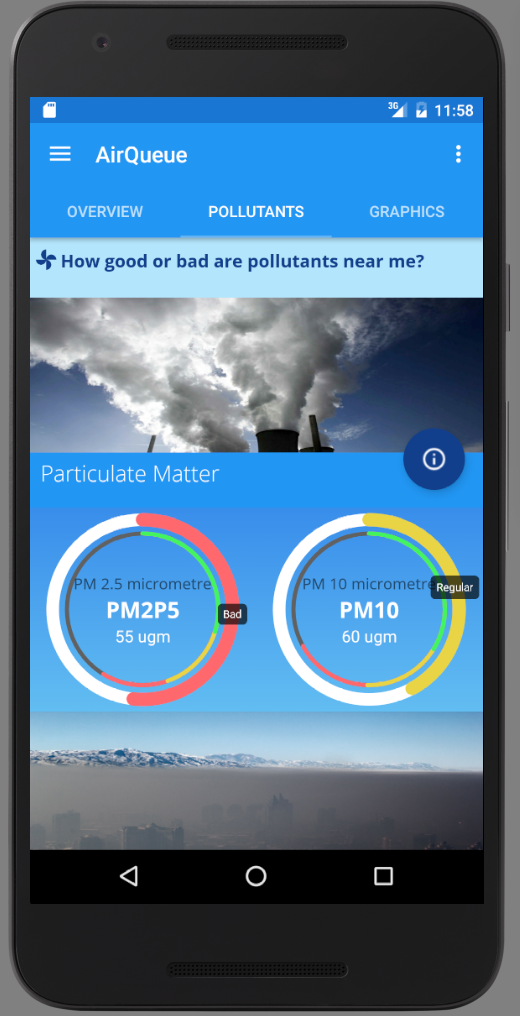 3G 11:58
AirQueue
OVERVIEW POLLUTANTS GRAPHICS
How good or bad are pollutants near me?
Particulate Matter
PM 2.5 micrometre
PM2P5
55 ugm
Bad
PM 10 micrometre
PM10
60 ugm
Regular